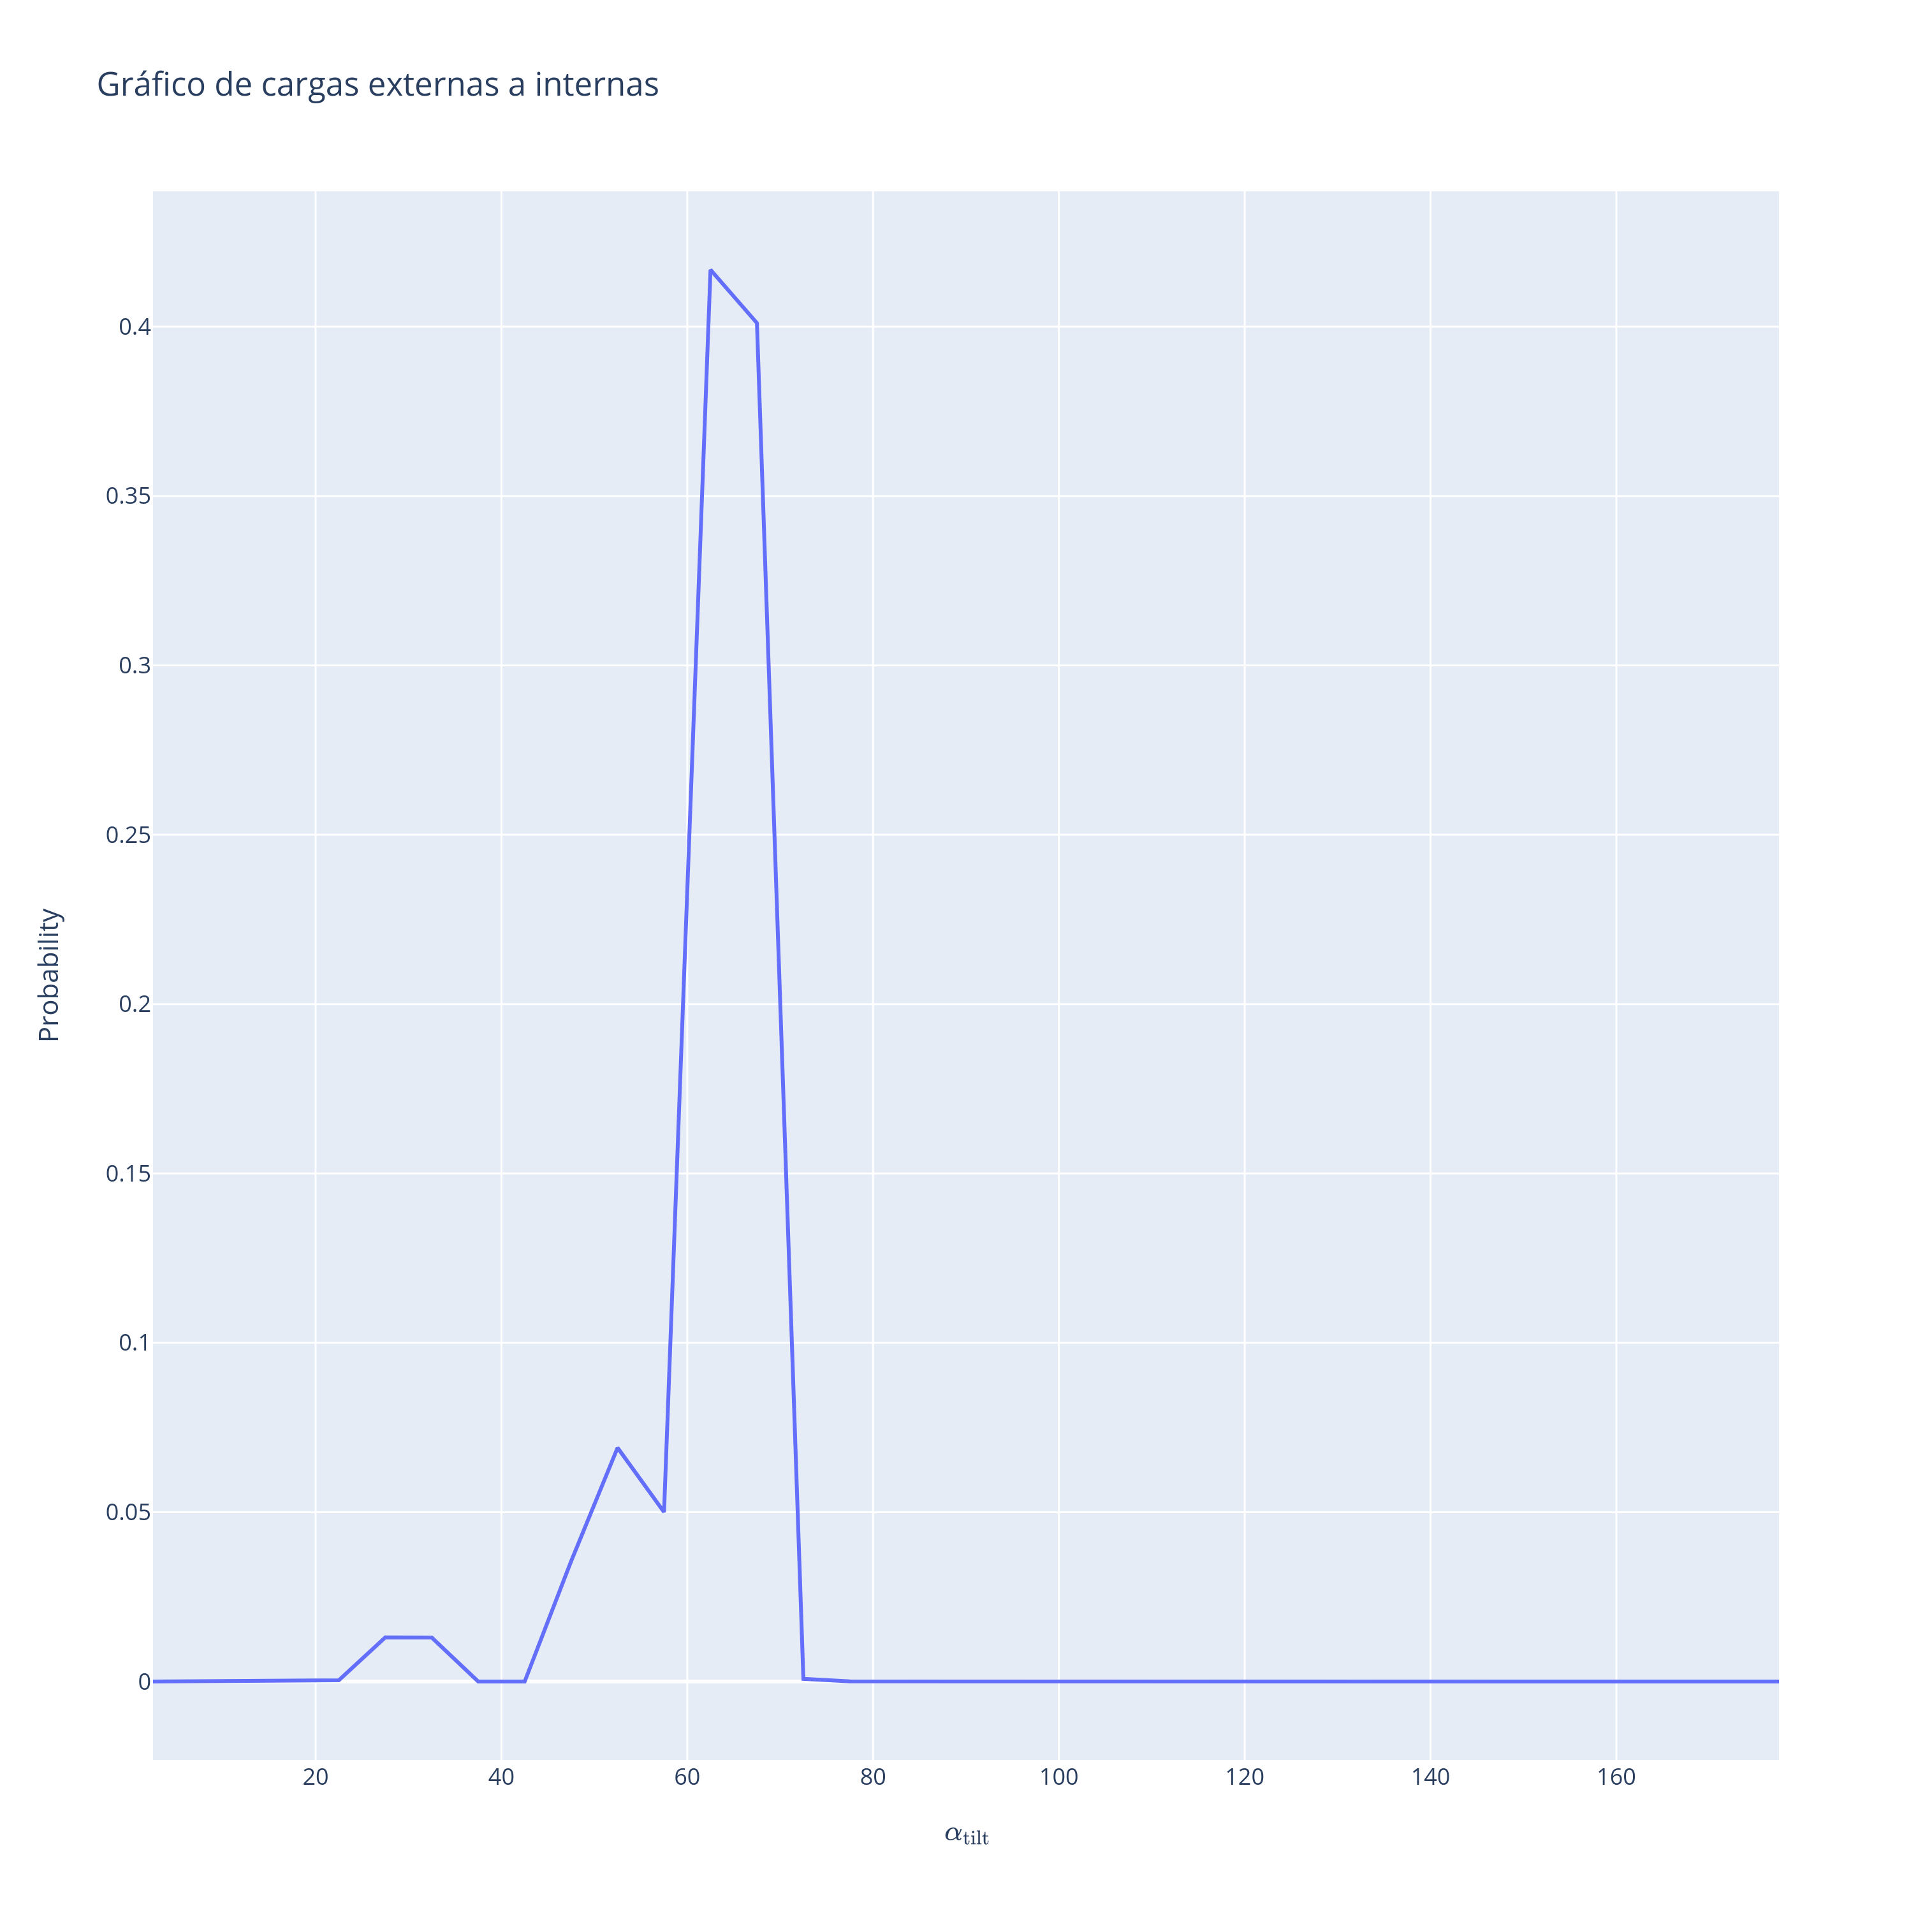 Gráfico de cargas externas a internas
0.4
0.35
0.3
0.25
0.2
0.15
0.1
0.05
0
Probability
20 40 60 80 100 120 140 160
α_tilt